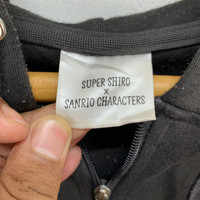 SUPER SHIRO
×
SANRIO CHARACTERS